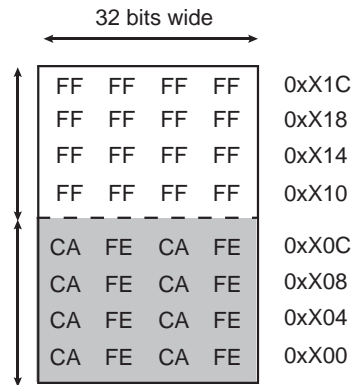 32 bits wide
FF FF FF FF 0xX1C
FF FF FF FF 0xX18
FF FF FF FF 0xX14
FF FF FF FF 0xX10
CA FE CA FE 0xX0C
CA FE CA FE 0xX08
CA FE CA FE 0xX04
CA FE CA FE 0xX00